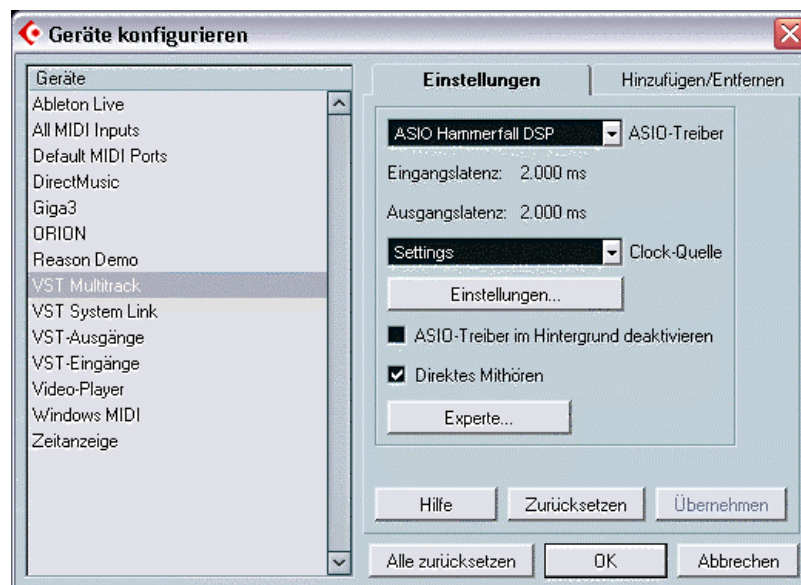 Geräte konfigurieren
Geräte
Ableton Live
All MIDI Inputs
Default MIDI Ports
DirectMusic
Giga3
ORION
Reason Demo
VST Multitrack
VST System Link
VST-Ausgänge
VST-Eingänge
Video-Player
Windows MIDI
Zeitanzeige
Einstellungen
Hinzufügen/Entfernen
ASIO Hammerfall DSP ASIO-Treiber
Eingangslatenz: 2.000 ms
Ausgangslatenz: 2.000 ms
Settings Clock-Quelle
Einstellungen...
ASIO-Treiber im Hintergrund deaktivieren
Direktes Mithören
Experte...
Hilfe Zurücksetzen Übernehmen
Alle zurücksetzen OK Abbrechen